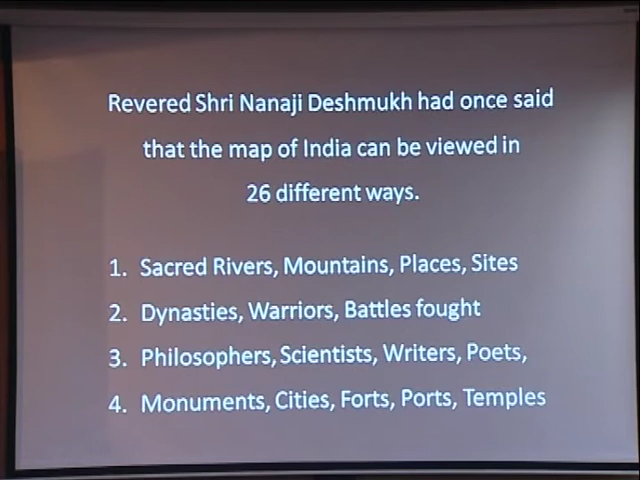 Revered Shri Nanaji Deshmukh had once said
that the map of India can be viewed in
26 different ways.
1. Sacred Rivers, Mountains, Places, Sites
2. Dynasties, Warriors, Battles fought
3. Philosophers, Scientists, Writers, Poets,
4. Monuments, Cities, Forts, Ports, Temples